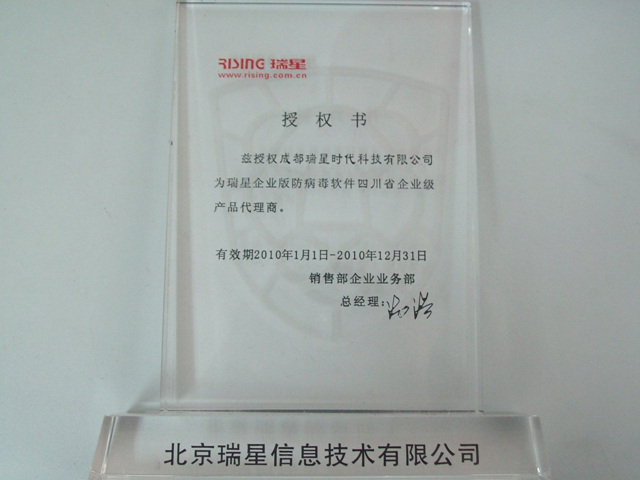 RISING 瑞星
www.rising.com.cn
授权书
兹授权成都瑞星时代科技有限公司
为瑞星企业版防病毒软件四川省企业级
产品代理商。
有效期2010年1月1日-2010年12月31日
销售部企业业务部
总经理:
北京瑞星信息技术有限公司